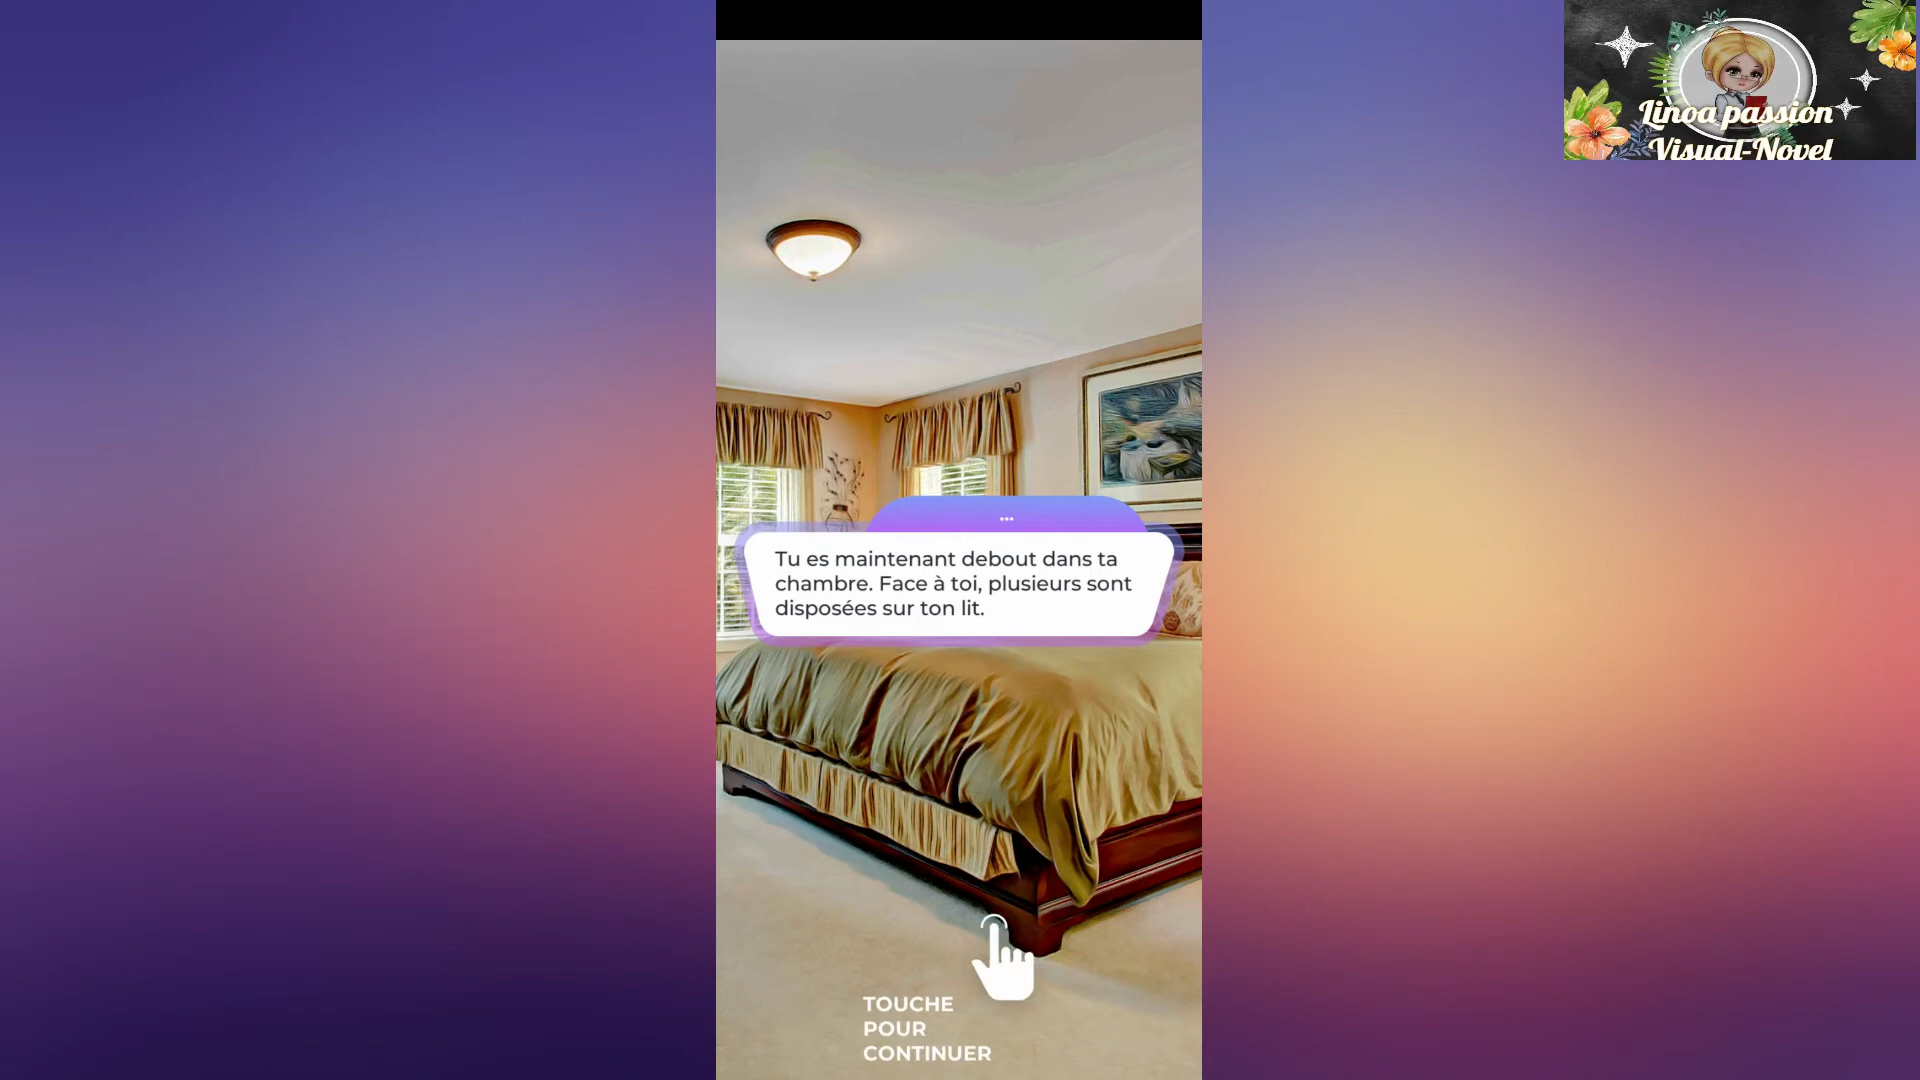 Linoa passion
Visual-Novel
...
Tu es maintenant debout dans ta
chambre. Face à toi, plusieurs sont
disposées sur ton lit.
TOUCHE
POUR
CONTINUER